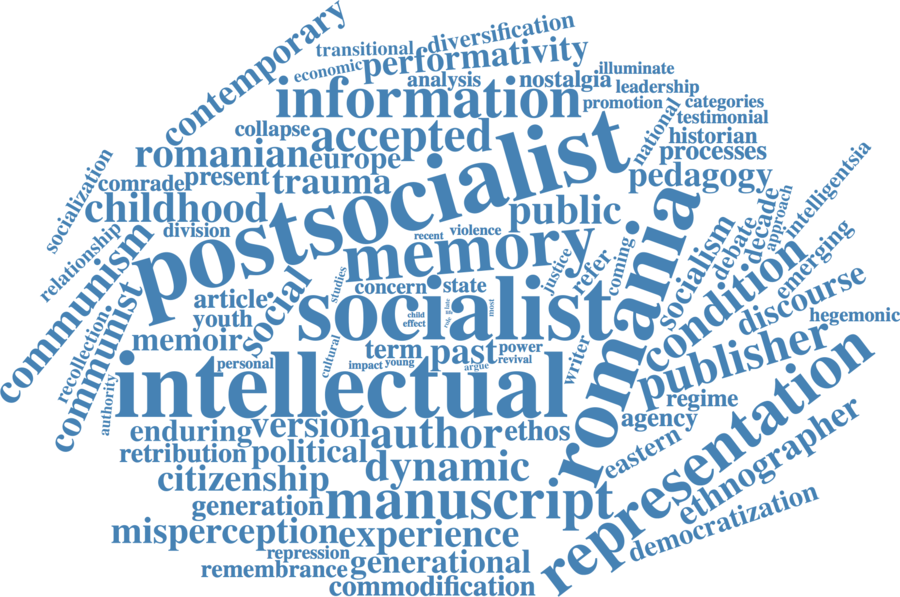 contemporary
transitional
diversification
economic
performativity
analysis
nostalgia
illuminate
leadership
information
promotion
categories
testimonial
national
historian
processes
collapse
accepted
romanian
europe
postsocialist
pedagogy
socialization
comrade
present
trauma
childhood
public
division
relationship
recent
violence
memory
communism
intelligentsia
approach
decade
debate
socialism
emerging
condition
discourse
hegemonic
coming
refer
justice
romania
studies
concern
state
social
article
youth
socialist
child
effect
role
late
most
communist
recollection
memoir
cultural
term
past
power
revival
writer
publisher
personal
impact
young
argue
intellectual
authority
regime
agency
representation
enduring
version
author
ethos
eastern
retribution
political
citizenship
dynamic
ethnographer
generation
manuscript
democratization
misperception
experience
repression
remembrance
generational
commodification